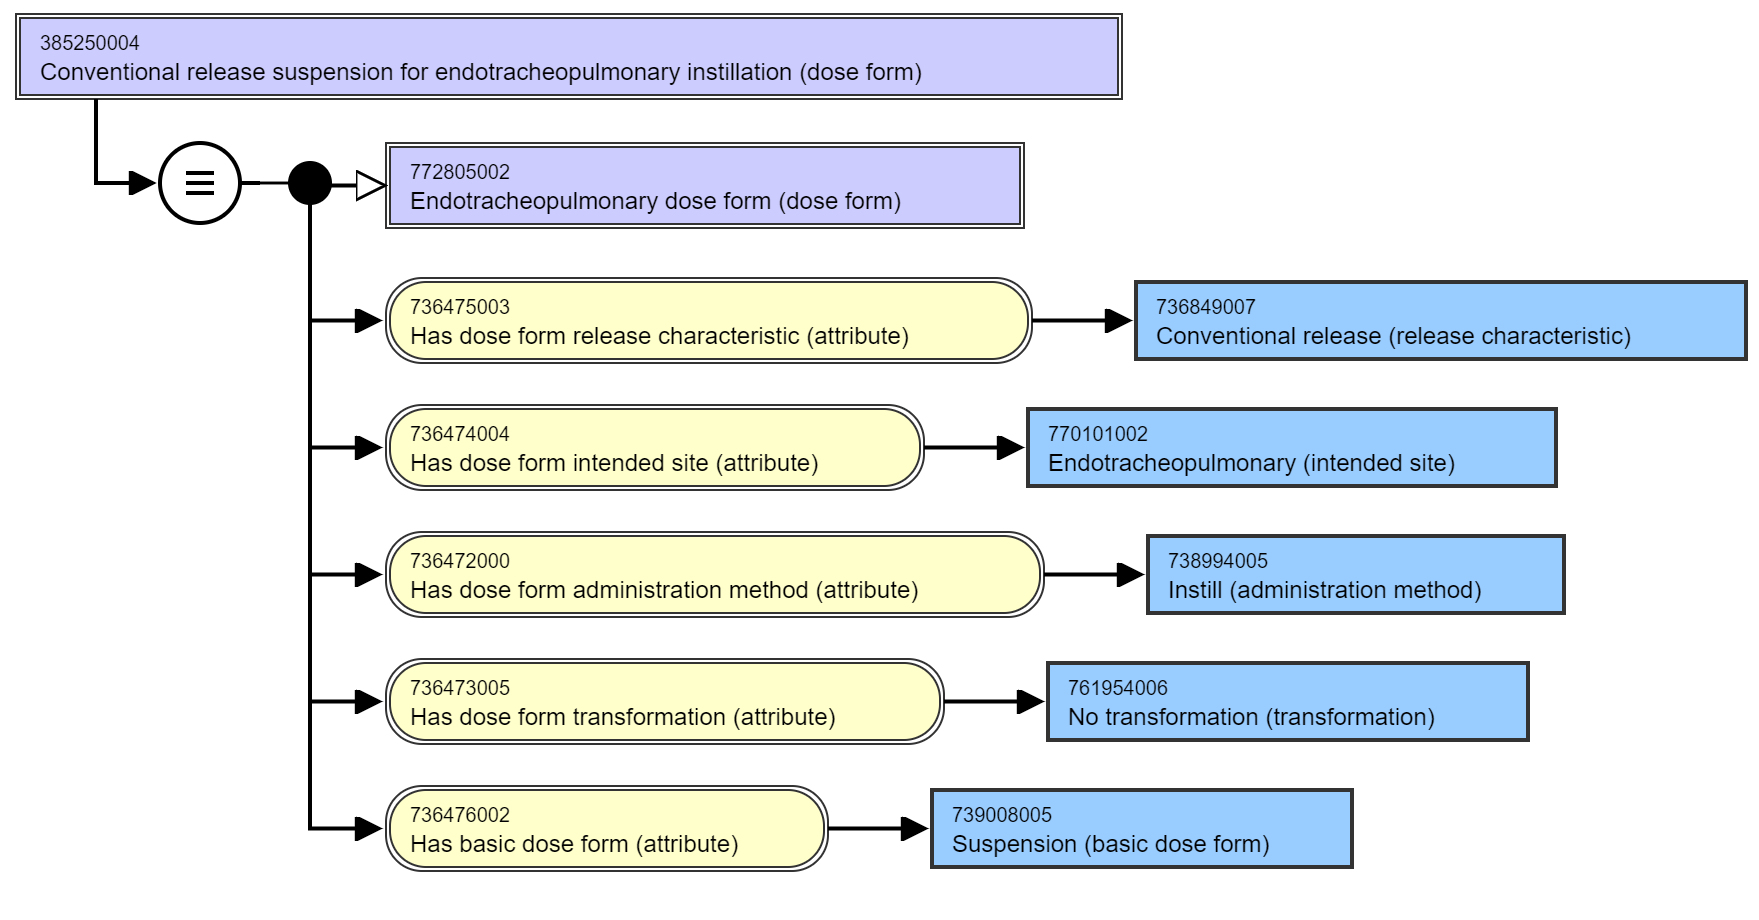 385250004
Conventional release suspension for endotracheopulmonary instillation (dose form)
772805002
Endotracheopulmonary dose form (dose form)
736475003
Has dose form release characteristic (attribute)
736849007
Conventional release (release characteristic)
736474004
Has dose form intended site (attribute)
770101002
Endotracheopulmonary (intended site)
736472000
Has dose form administration method (attribute)
738994005
Instill (administration method)
736473005
Has dose form transformation (attribute)
761954006
No transformation (transformation)
736476002
Has basic dose form (attribute)
739008005
Suspension (basic dose form)